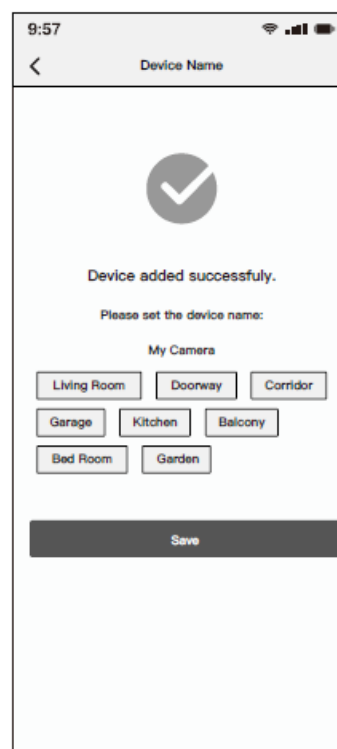 9:57
Device Name
Device added successfuly.
Please set the device name:
My Camera
Living Room Doorway Corridor
Garage Kitchen Balcony
Bed Room Garden
Save